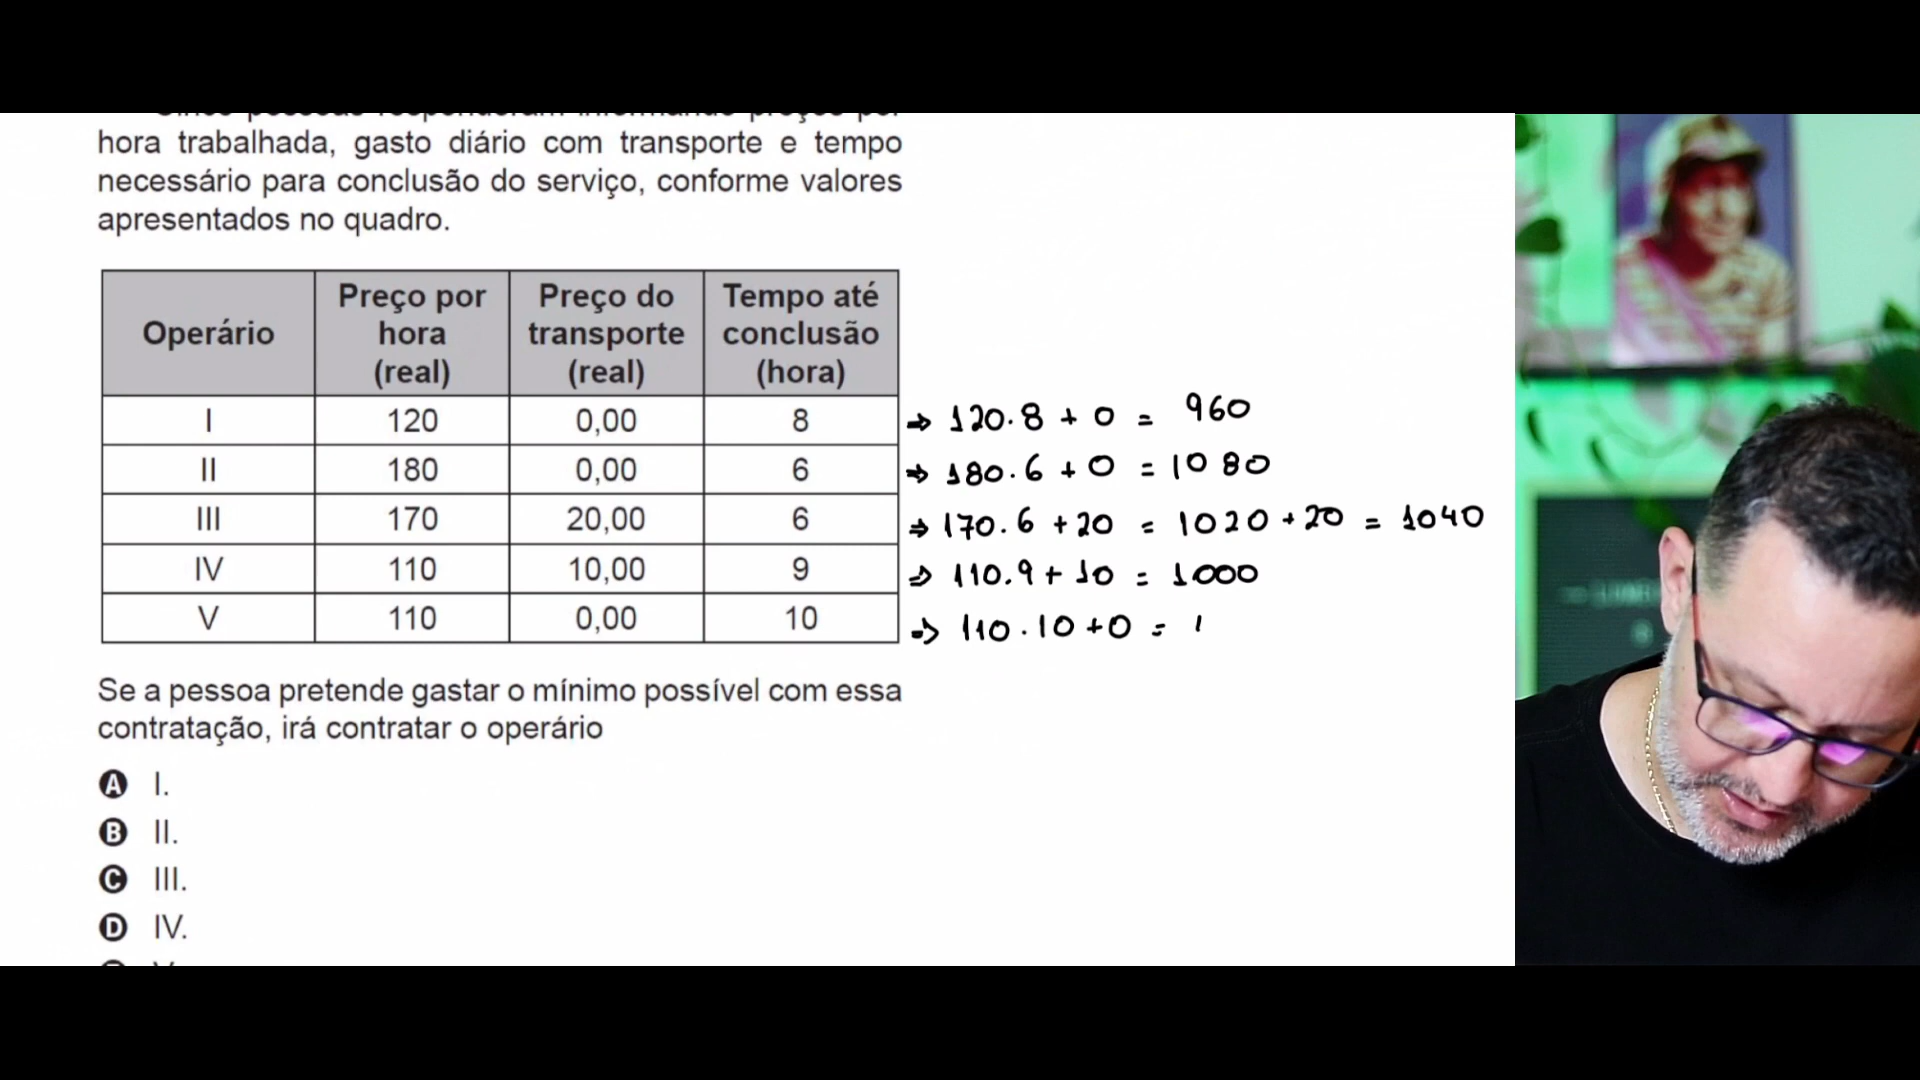 hora trabalhada, gasto diário com transporte e tempo
necessário para conclusão do serviço, conforme valores
apresentados no quadro.
Operário Preço por hora (real) Preço do transporte (real) Tempo até conclusão (hora)
I 120 0,00 8 ⇒ 120.8 + 0 = 960
II 180 0,00 6 ⇒ 180.6 + 0 = 1080
III 170 20,00 6 ⇒ 170.6 + 20 = 1020 + 20 = 1040
IV 110 10,00 9 ⇒ 110.9 + 10 = 1000
V 110 0,00 10 ⇒ 110.10 + 0 = 1
Se a pessoa pretende gastar o mínimo possível com essa
contratação, irá contratar o operário
A I.
B II.
C III.
D IV.